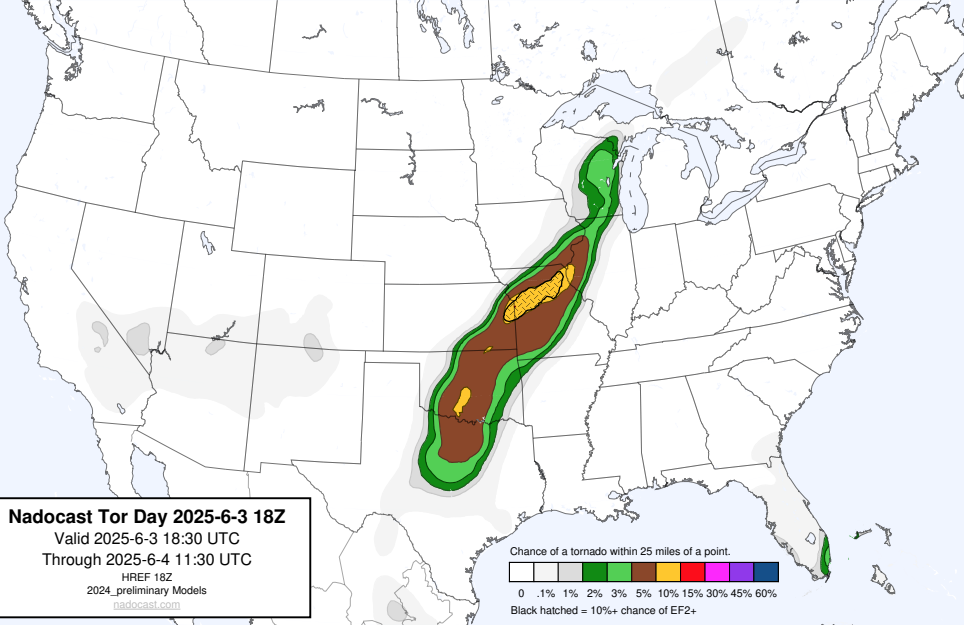 Nadocast Tor Day 2025-6-3 18Z
Valid 2025-6-3 18:30 UTC
Through 2025-6-4 11:30 UTC
HREF 18Z
2024_preliminary Models
nadocast.com
Chance of a tornado within 25 miles of a point.
0 .1% 1% 2% 3% 5% 10% 15% 30% 45% 60%
Black hatched = 10%+ chance of EF2+